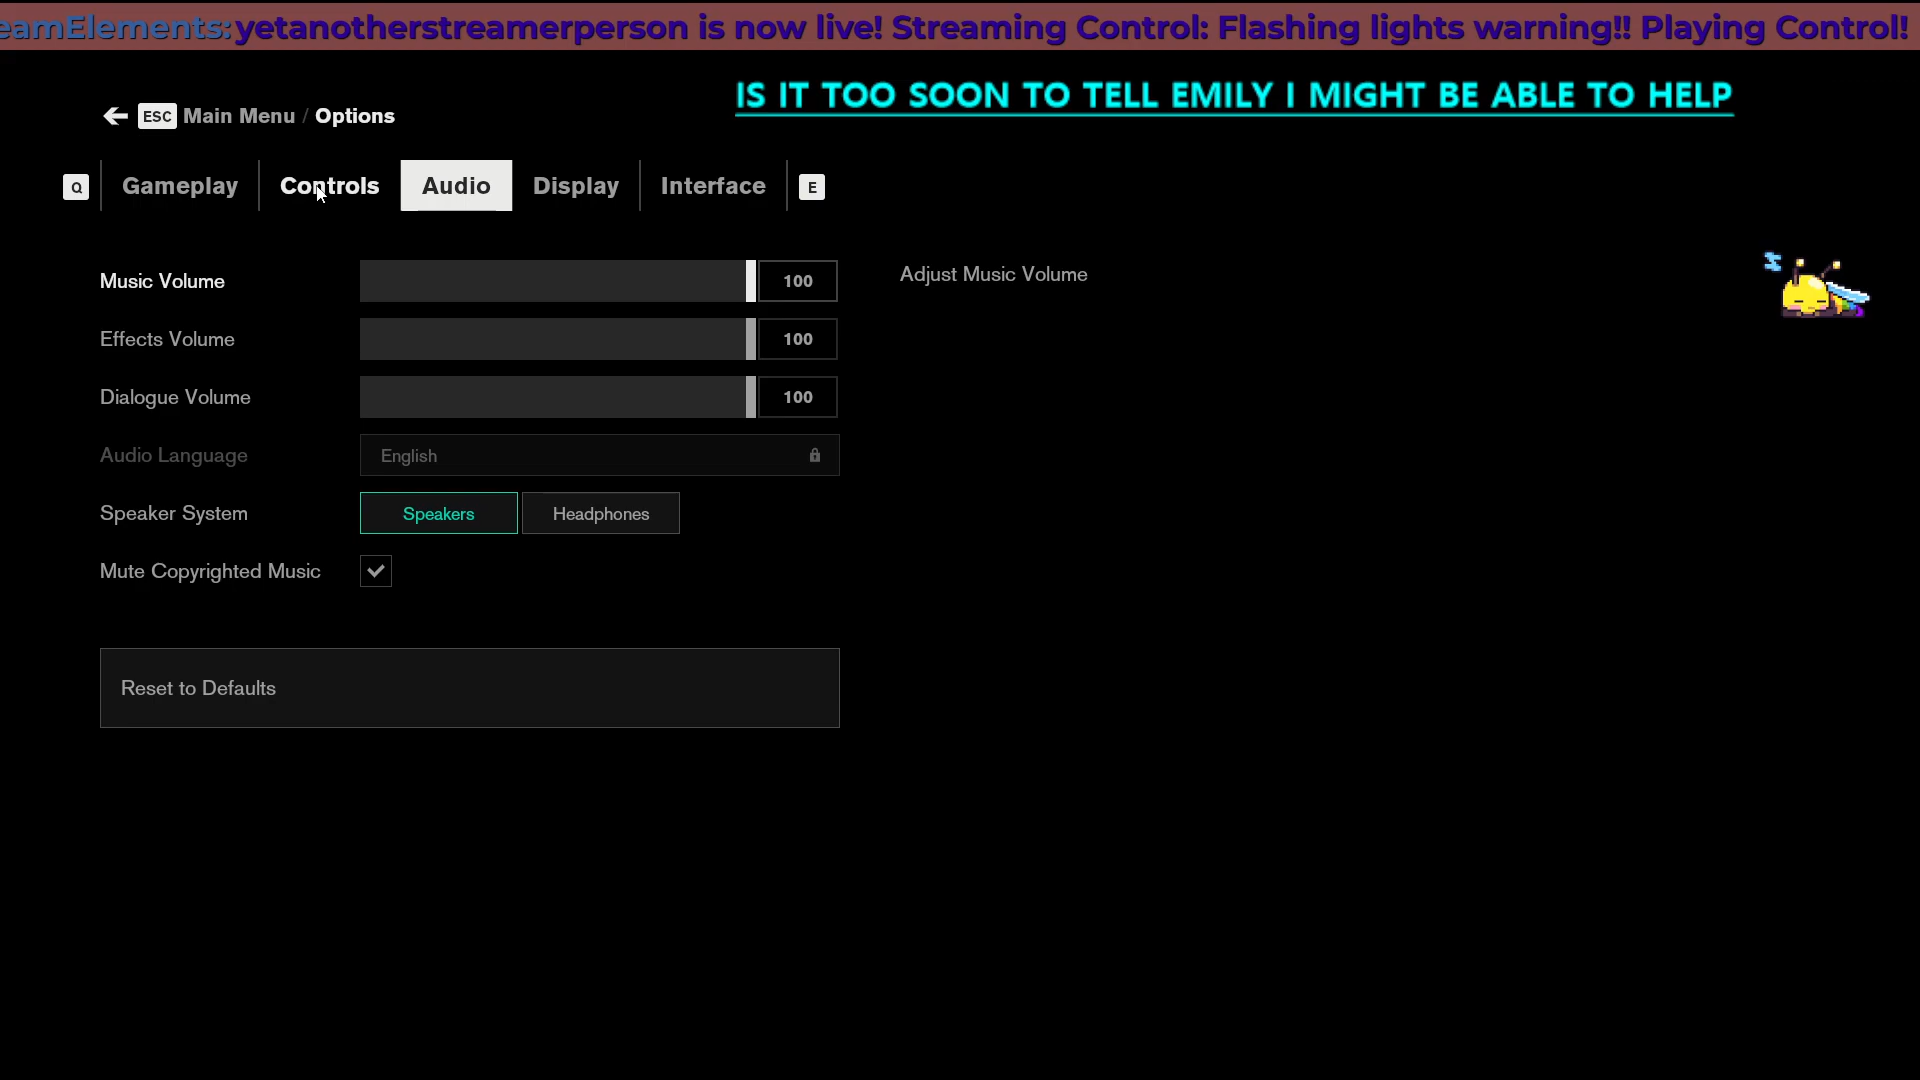 eamElements: yetanotherstreamerperson is now live! Streaming Control: Flashing lights warning!! Playing Control!
IS IT TOO SOON TO TELL EMILY I MIGHT BE ABLE TO HELP
ESC Main Menu / Options
Q Gameplay Controls Audio Display Interface E
Music Volume 100 Adjust Music Volume
Effects Volume 100
Dialogue Volume 100
Audio Language English
Speaker System Speakers Headphones
Mute Copyrighted Music
Reset to Defaults